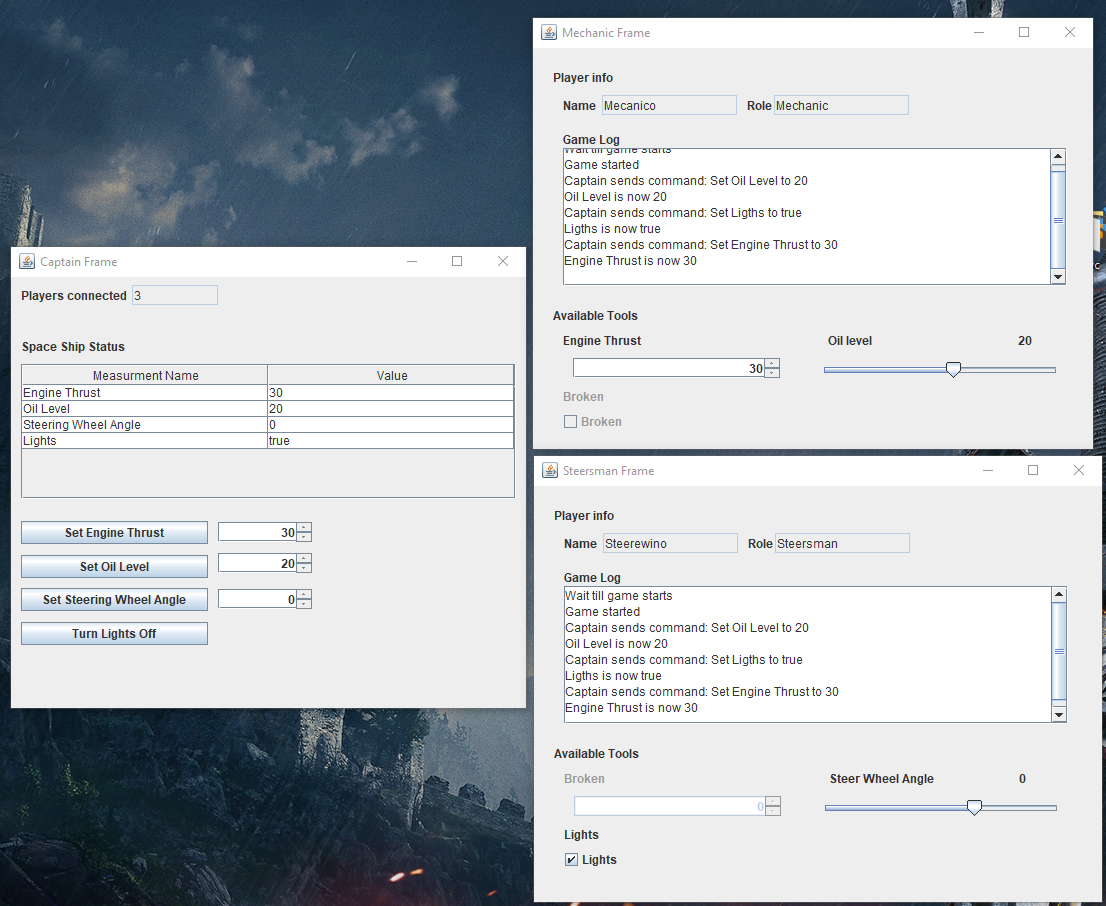 Captain Frame
Players connected 3
Space Ship Status
Measurment Name Value
Engine Thrust 30
Oil Level 20
Steering Wheel Angle 0
Lights true
Set Engine Thrust 30
Set Oil Level 20
Set Steering Wheel Angle 0
Turn Lights Off
Mechanic Frame
Player info
Name Mecanico Role Mechanic
Game Log
Wait till game starts
Game started
Captain sends command: Set Oil Level to 20
Oil Level is now 20
Captain sends command: Set Ligths to true
Ligths is now true
Captain sends command: Set Engine Thrust to 30
Engine Thrust is now 30
Available Tools
Engine Thrust Oil level 20
30
Broken
Broken
Steersman Frame
Player info
Name Steerewino Role Steersman
Game Log
Wait till game starts
Game started
Captain sends command: Set Oil Level to 20
Oil Level is now 20
Captain sends command: Set Ligths to true
Ligths is now true
Captain sends command: Set Engine Thrust to 30
Engine Thrust is now 30
Available Tools
Broken Steer Wheel Angle 0
0
Lights
Lights